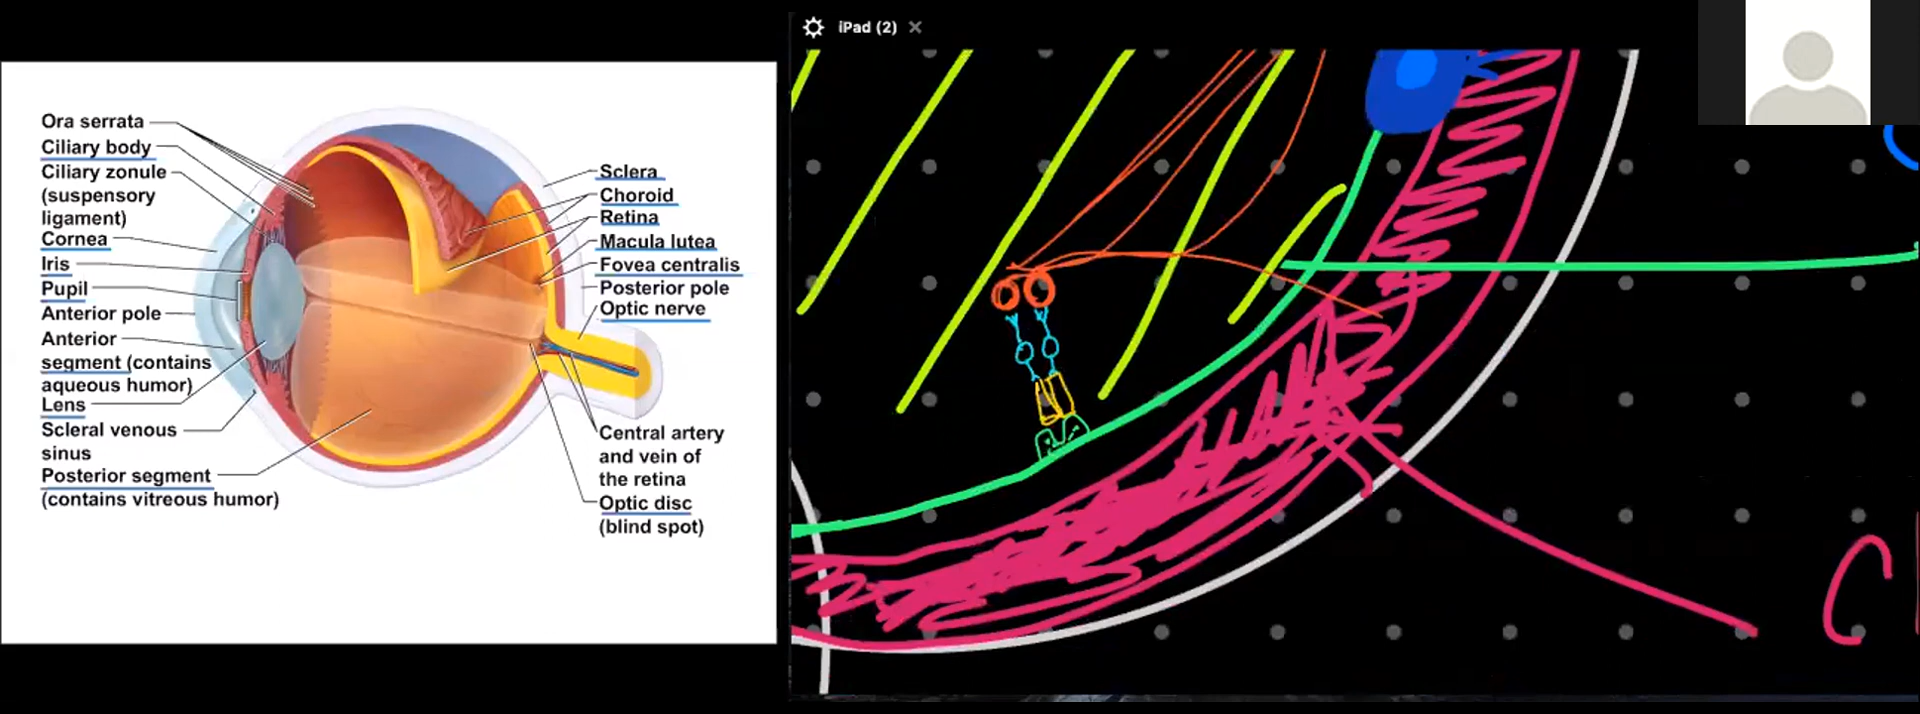 iPad (2)
Ora serrata
Ciliary body
Ciliary zonule
(suspensory
ligament)
Cornea
Iris
Pupil
Anterior pole
Anterior
segment (contains
aqueous humor)
Lens
Scleral venous
sinus
Posterior segment
(contains vitreous humor)
Sclera
Choroid
Retina
Macula lutea
Fovea centralis
Posterior pole
Optic nerve
Central artery
and vein of
the retina
Optic disc
(blind spot)